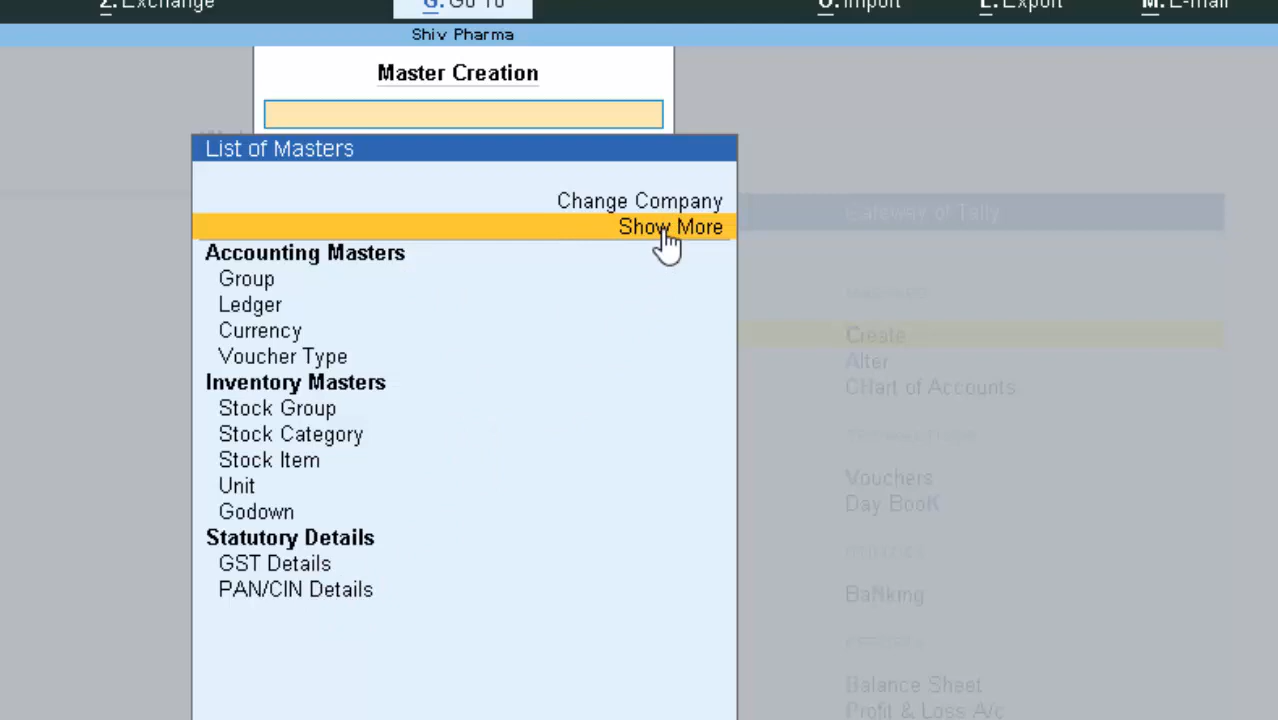 Z: Exchange
G: Go To
O: Import
E: Export
M: E-mail
Shiv Pharma
Master Creation
List of Masters
Change Company
Show More
Accounting Masters
Group
Ledger
Currency
Voucher Type
Inventory Masters
Stock Group
Stock Category
Stock Item
Unit
Godown
Statutory Details
GST Details
PAN/CIN Details
Gateway of Tally
Create
Alter
CHart of Accounts
Vouchers
Day BooK
BaNking
Balance Sheet
Profit & Loss A/c